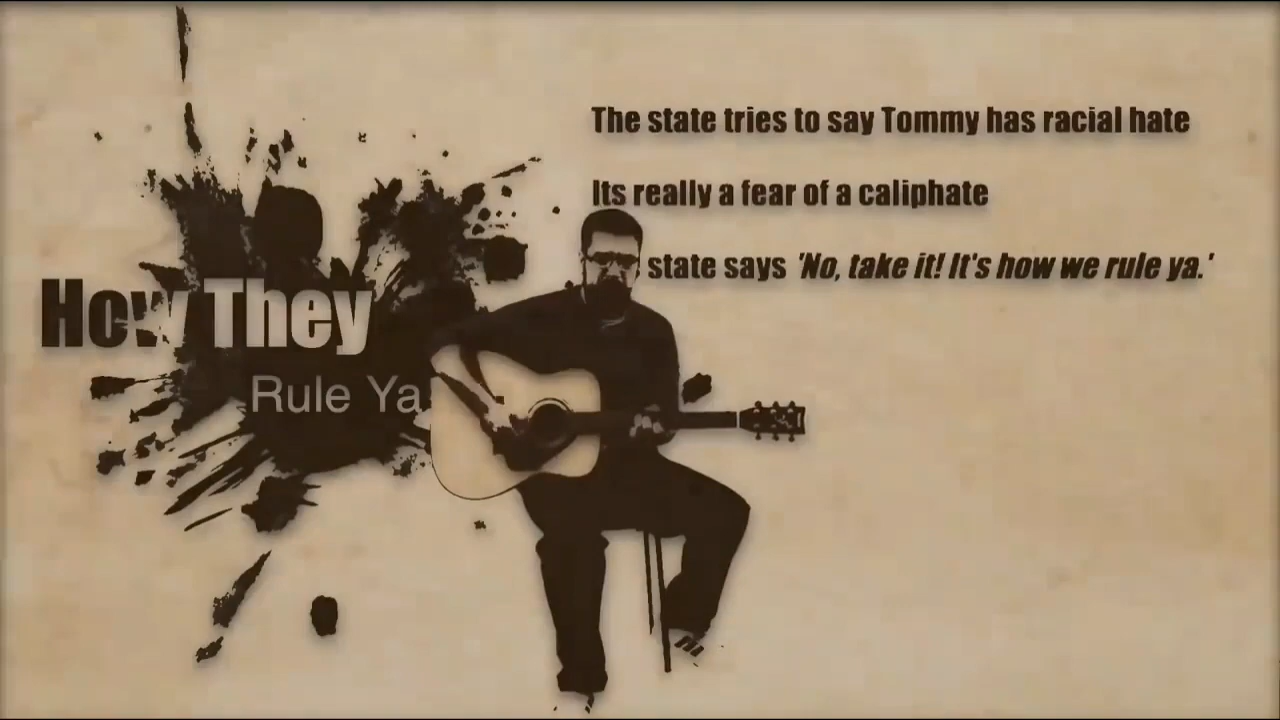 The state tries to say Tommy has racial hate
Its really a fear of a caliphate
state says 'No, take it! It's how we rule ya.'
How They
Rule Ya